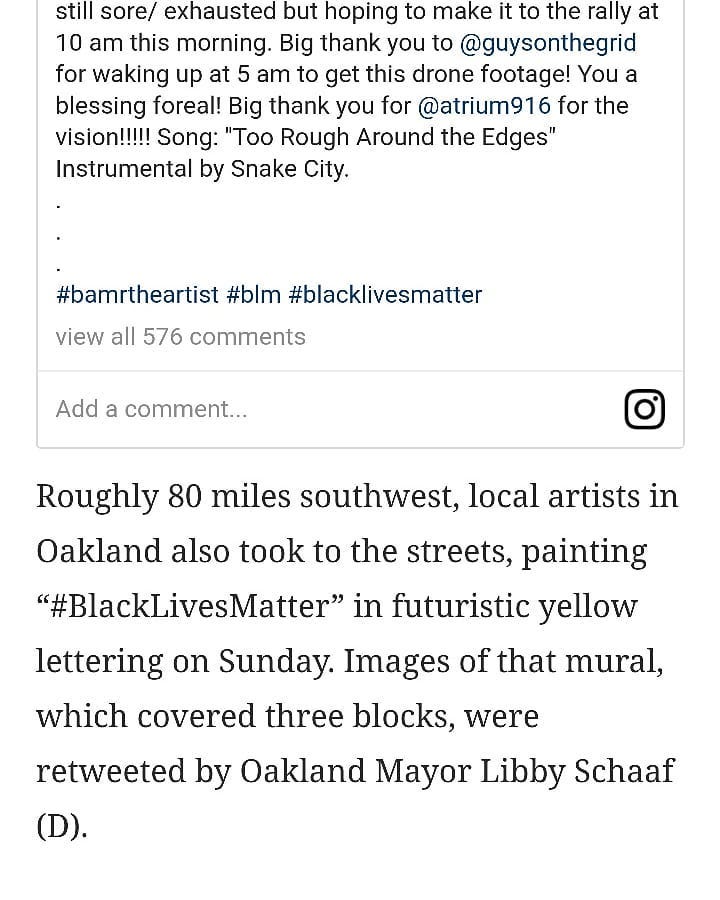 still sore/ exhausted but hoping to make it to the rally at
10 am this morning. Big thank you to @guysonthegrid
for waking up at 5 am to get this drone footage! You a
blessing foreal! Big thank you for @atrium916 for the
vision!!!!! Song: "Too Rough Around the Edges"
Instrumental by Snake City.
.
.
.
#bamrtheartist #blm #blacklivesmatter
view all 576 comments
Add a comment...
Roughly 80 miles southwest, local artists in
Oakland also took to the streets, painting
“#BlackLivesMatter” in futuristic yellow
lettering on Sunday. Images of that mural,
which covered three blocks, were
retweeted by Oakland Mayor Libby Schaaf
(D).